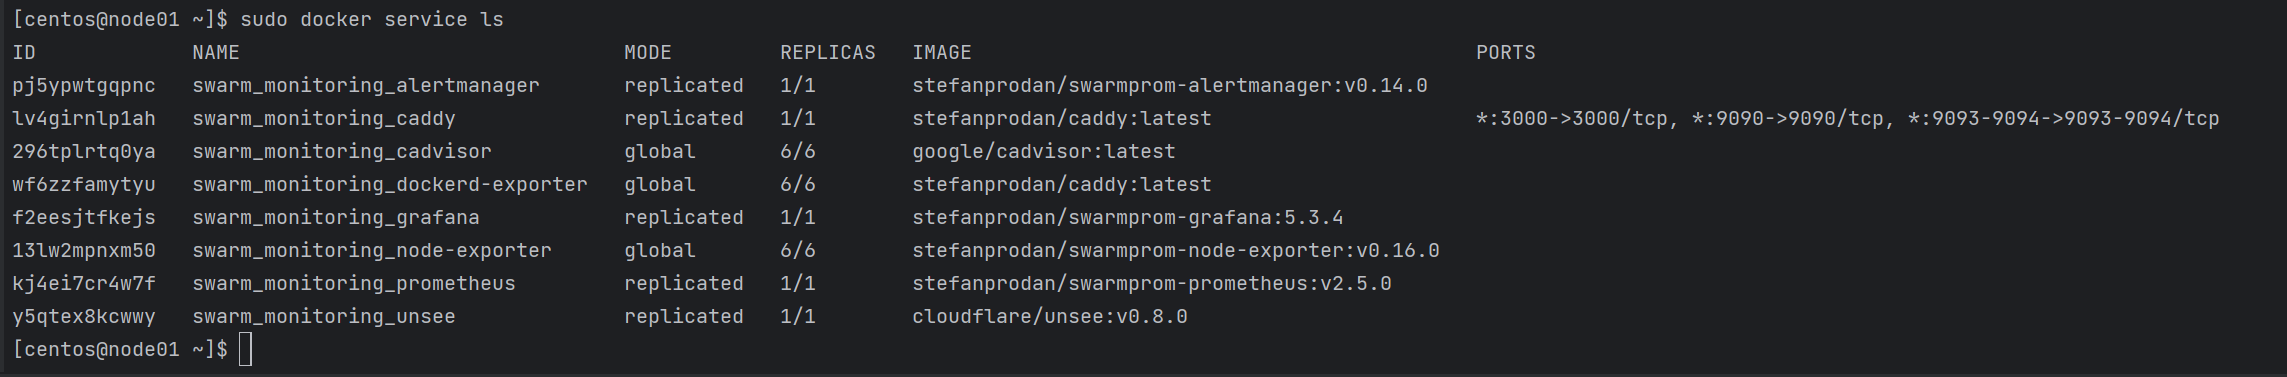 [centos@node01 ~]$ sudo docker service ls
ID             NAME                                MODE         REPLICAS   IMAGE                                          PORTS
pj5ypwtgqpnc   swarm_monitoring_alertmanager       replicated   1/1        stefanprodan/swarmprom-alertmanager:v0.14.0
lv4girnlp1ah   swarm_monitoring_caddy              replicated   1/1        stefanprodan/caddy:latest                      *:3000->3000/tcp, *:9090->9090/tcp, *:9093-9094->9093-9094/tcp
296tplrtq0ya   swarm_monitoring_cadvisor           global       6/6        google/cadvisor:latest
wf6zzfamytyu   swarm_monitoring_dockerd-exporter   global       6/6        stefanprodan/caddy:latest
f2eesjtfkejs   swarm_monitoring_grafana            replicated   1/1        stefanprodan/swarmprom-grafana:5.3.4
13lw2mpnxm50   swarm_monitoring_node-exporter      global       6/6        stefanprodan/swarmprom-node-exporter:v0.16.0
kj4ei7cr4w7f   swarm_monitoring_prometheus         replicated   1/1        stefanprodan/swarmprom-prometheus:v2.5.0
y5qtex8kcwwy   swarm_monitoring_unsee              replicated   1/1        cloudflare/unsee:v0.8.0
[centos@node01 ~]$